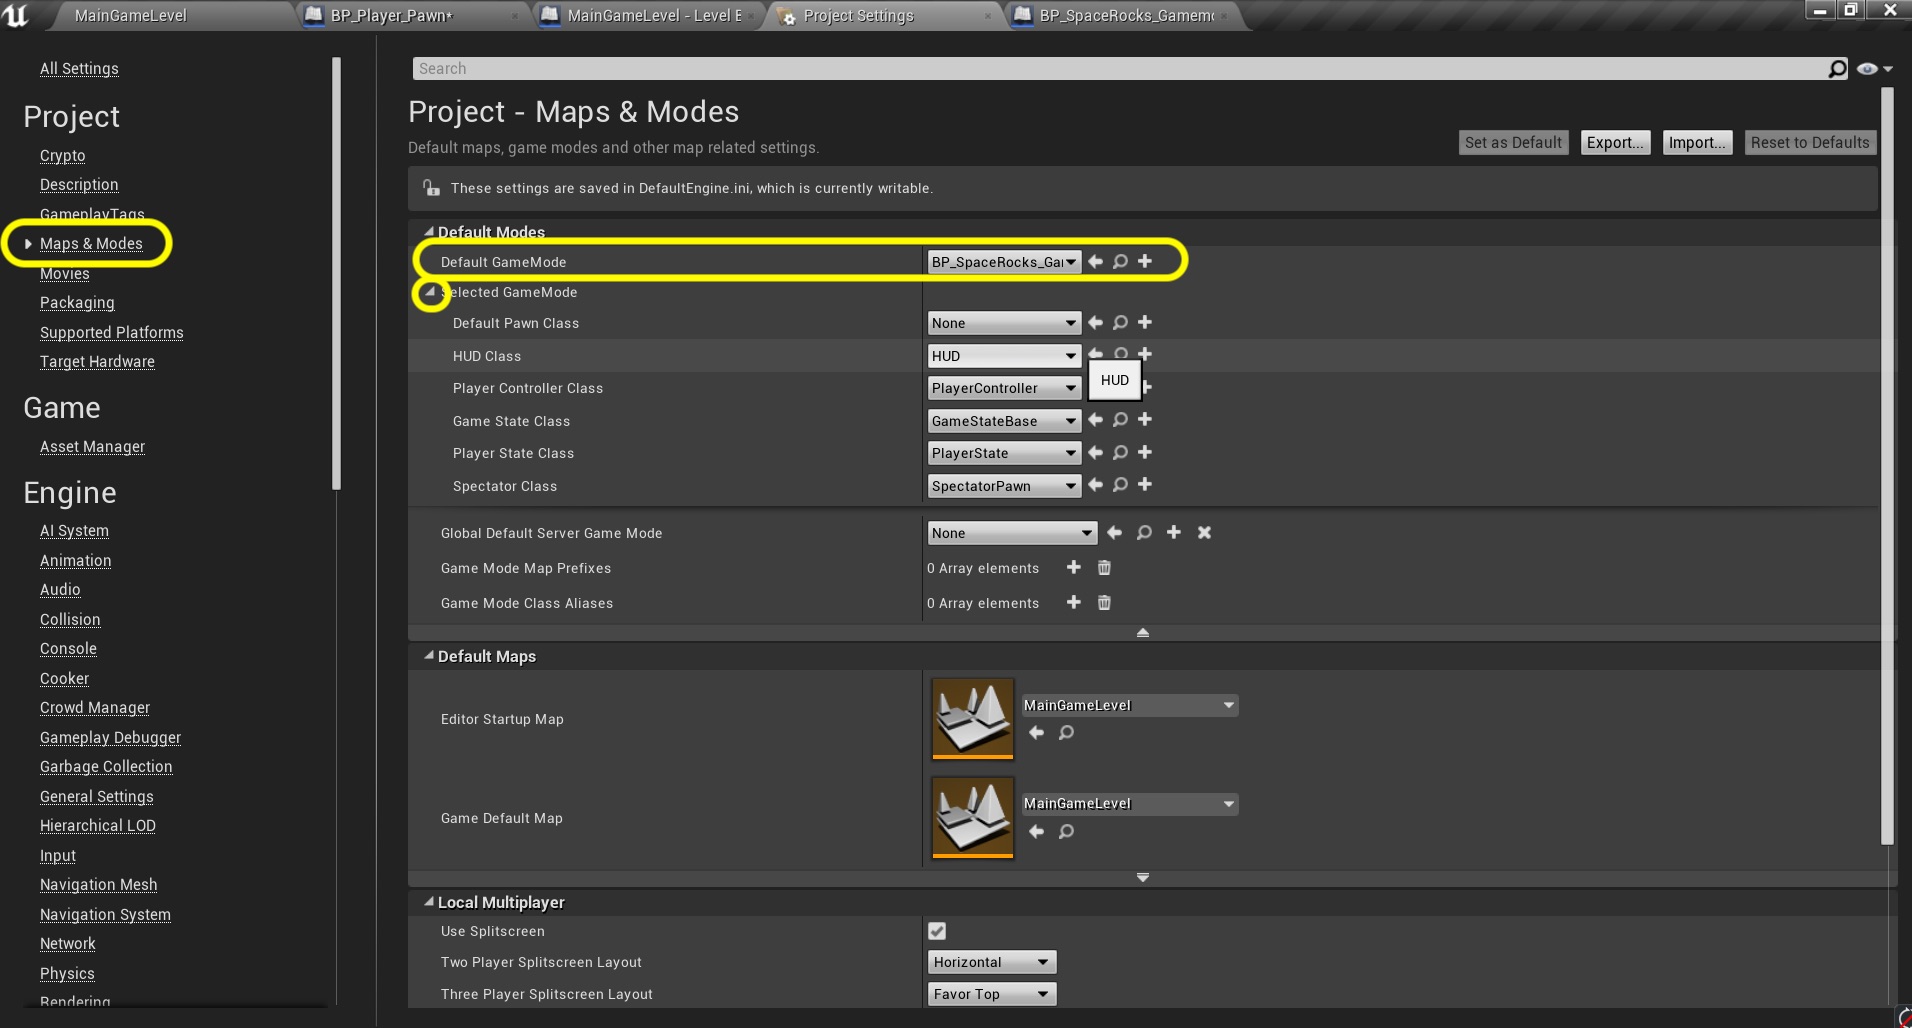 MainGameLevel
BP_Player_Pawn*
MainGameLevel - Level E
Project Settings
BP_SpaceRocks_Gamem
All Settings
Project
Crypto
Description
GameplayTags
Maps & Modes
Movies
Packaging
Supported Platforms
Target Hardware
Game
Asset Manager
Engine
AI System
Animation
Audio
Collision
Console
Cooker
Crowd Manager
Gameplay Debugger
Garbage Collection
General Settings
Hierarchical LOD
Input
Navigation Mesh
Navigation System
Network
Physics
Rendering
Search
Project - Maps & Modes
Default maps, game modes and other map related settings.
Set as Default
Export...
Import...
Reset to Defaults
These settings are saved in DefaultEngine.ini, which is currently writable.
Default Modes
Default GameMode
BP_SpaceRocks_Gar
Selected GameMode
Default Pawn Class
None
HUD Class
HUD
HUD
Player Controller Class
PlayerController
Game State Class
GameStateBase
Player State Class
PlayerState
Spectator Class
SpectatorPawn
Global Default Server Game Mode
None
Game Mode Map Prefixes
0 Array elements
Game Mode Class Aliases
0 Array elements
Default Maps
Editor Startup Map
MainGameLevel
Game Default Map
MainGameLevel
Local Multiplayer
Use Splitscreen
Two Player Splitscreen Layout
Horizontal
Three Player Splitscreen Layout
Favor Top